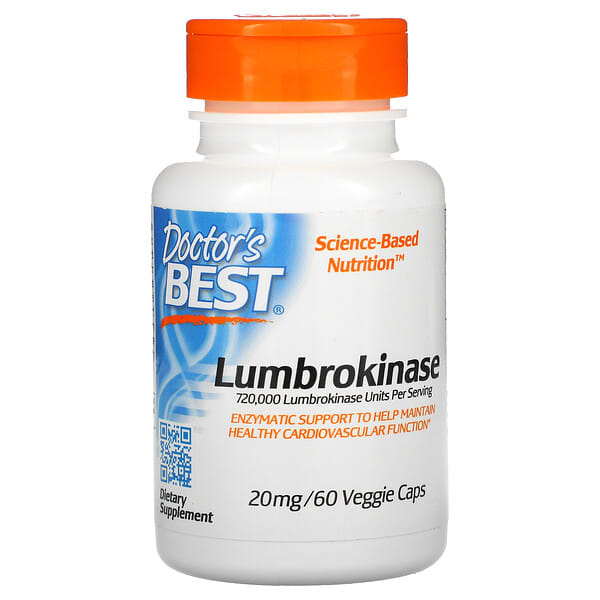 Doctor's
BEST®
Science-Based
Nutrition™
Lumbrokinase
720,000 Lumbrokinase Units Per Serving
ENZYMATIC SUPPORT TO HELP MAINTAIN
HEALTHY CARDIOVASCULAR FUNCTION*
Dietary
Supplement
20mg/60 Veggie Caps